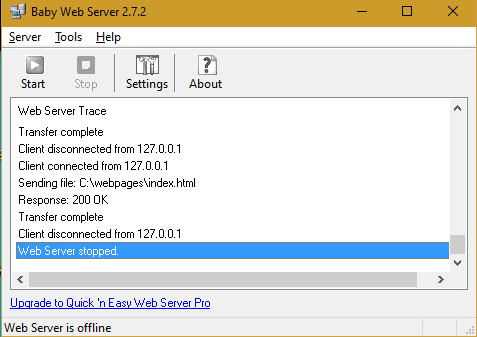 Baby Web Server 2.7.2
Server Tools Help
Start Stop Settings About
Web Server Trace
Transfer complete
Client disconnected from 127.0.0.1
Client connected from 127.0.0.1
Sending file: C:\webpages\index.html
Response: 200 OK
Transfer complete
Client disconnected from 127.0.0.1
Web Server stopped.
Upgrade to Quick 'n Easy Web Server Pro
Web Server is offline